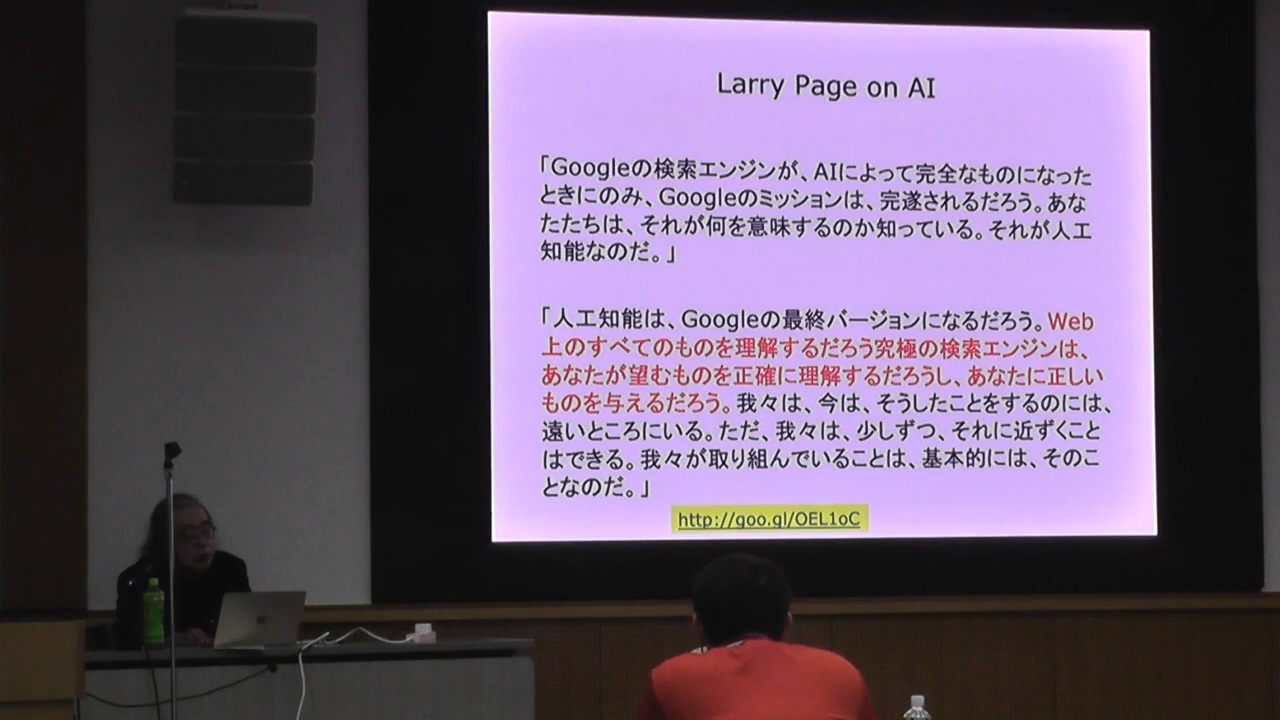 Larry Page on AI
「Googleの検索エンジンが、AIによって完全なものになった
ときにのみ、Googleのミッションは、完遂されるだろう。あな
たたちは、それが何を意味するのか知っている。それが人工
知能なのだ。」
「人工知能は、Googleの最終バージョンになるだろう。Web
上のすべてのものを理解するだろう究極の検索エンジンは、
あなたが望むものを正確に理解するだろうし、あなたに正しい
ものを与えるだろう。我々は、今は、そうしたことをするのには、
遠いところにいる。ただ、我々は、少しずつ、それに近ずくこと
はできる。我々が取り組んでいることは、基本的には、そのこ
となのだ。」
http://goo.gl/OEL1oC